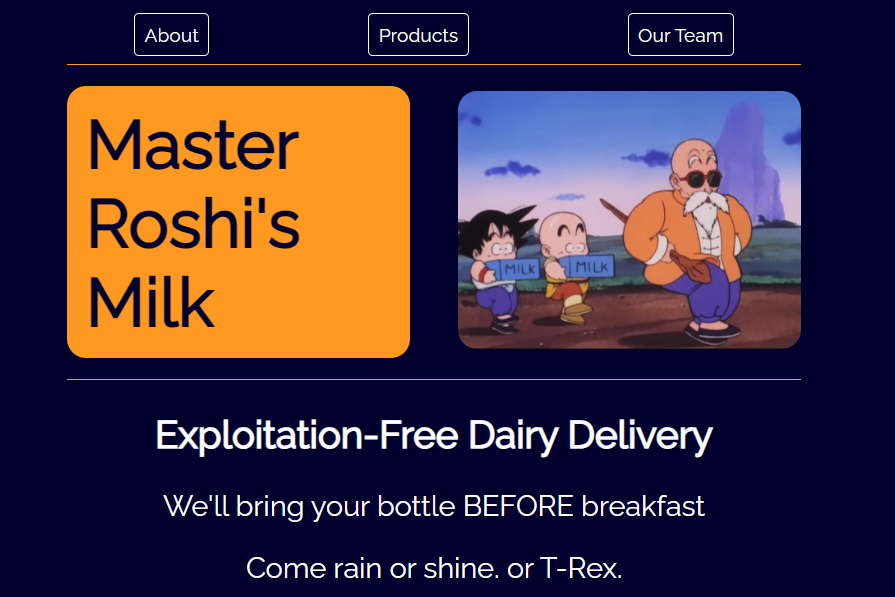 About
Products
Our Team
Master
Roshi's
Milk
MILK
MILK
Exploitation-Free Dairy Delivery
We'll bring your bottle BEFORE breakfast
Come rain or shine. or T-Rex.